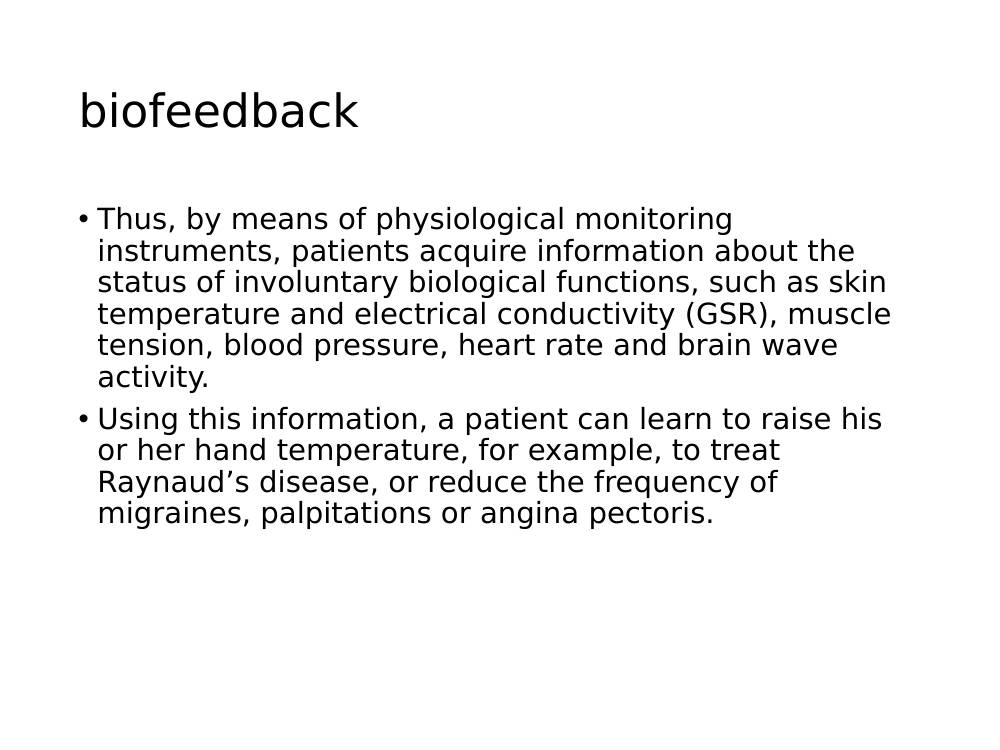 biofeedback
• Thus, by means of physiological monitoring
instruments, patients acquire information about the
status of involuntary biological functions, such as skin
temperature and electrical conductivity (GSR), muscle
tension, blood pressure, heart rate and brain wave
activity.
• Using this information, a patient can learn to raise his
or her hand temperature, for example, to treat
Raynaud’s disease, or reduce the frequency of
migraines, palpitations or angina pectoris.